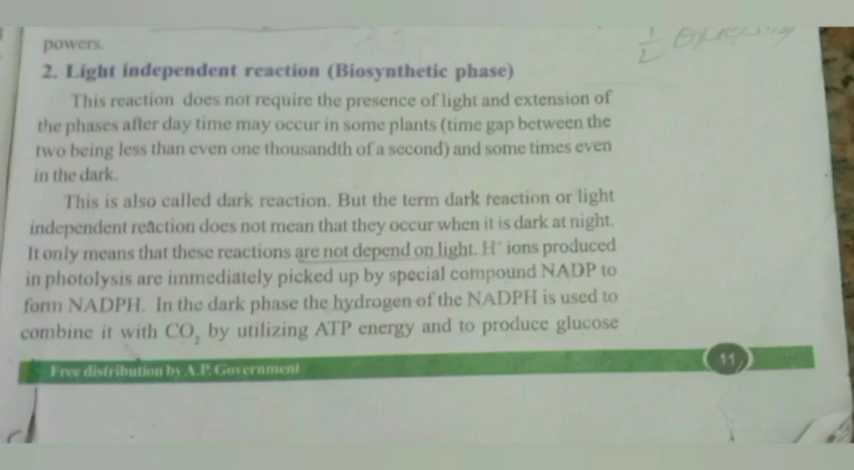 powers.
2. Light independent reaction (Biosynthetic phase)
This reaction does not require the presence of light and extension of
the phases after day time may occur in some plants (time gap between the
two being less than even one thousandth of a second) and some times even
in the dark.
This is also called dark reaction. But the term dark reaction or light
independent reaction does not mean that they occur when it is dark at night.
It only means that these reactions are not depend on light. H⁺ ions produced
in photolysis are immediately picked up by special compound NADP to
form NADPH. In the dark phase the hydrogen of the NADPH is used to
combine it with CO₂ by utilizing ATP energy and to produce glucose
Free distribution by A.P. Government
11